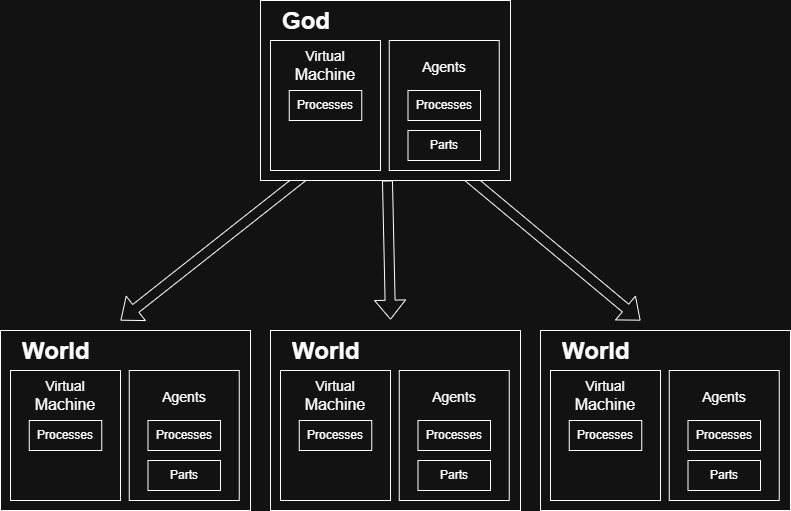 God
Virtual
Machine
Processes
Agents
Processes
Parts
World
Virtual
Machine
Processes
Agents
Processes
Parts
World
Virtual
Machine
Processes
Agents
Processes
Parts
World
Virtual
Machine
Processes
Agents
Processes
Parts